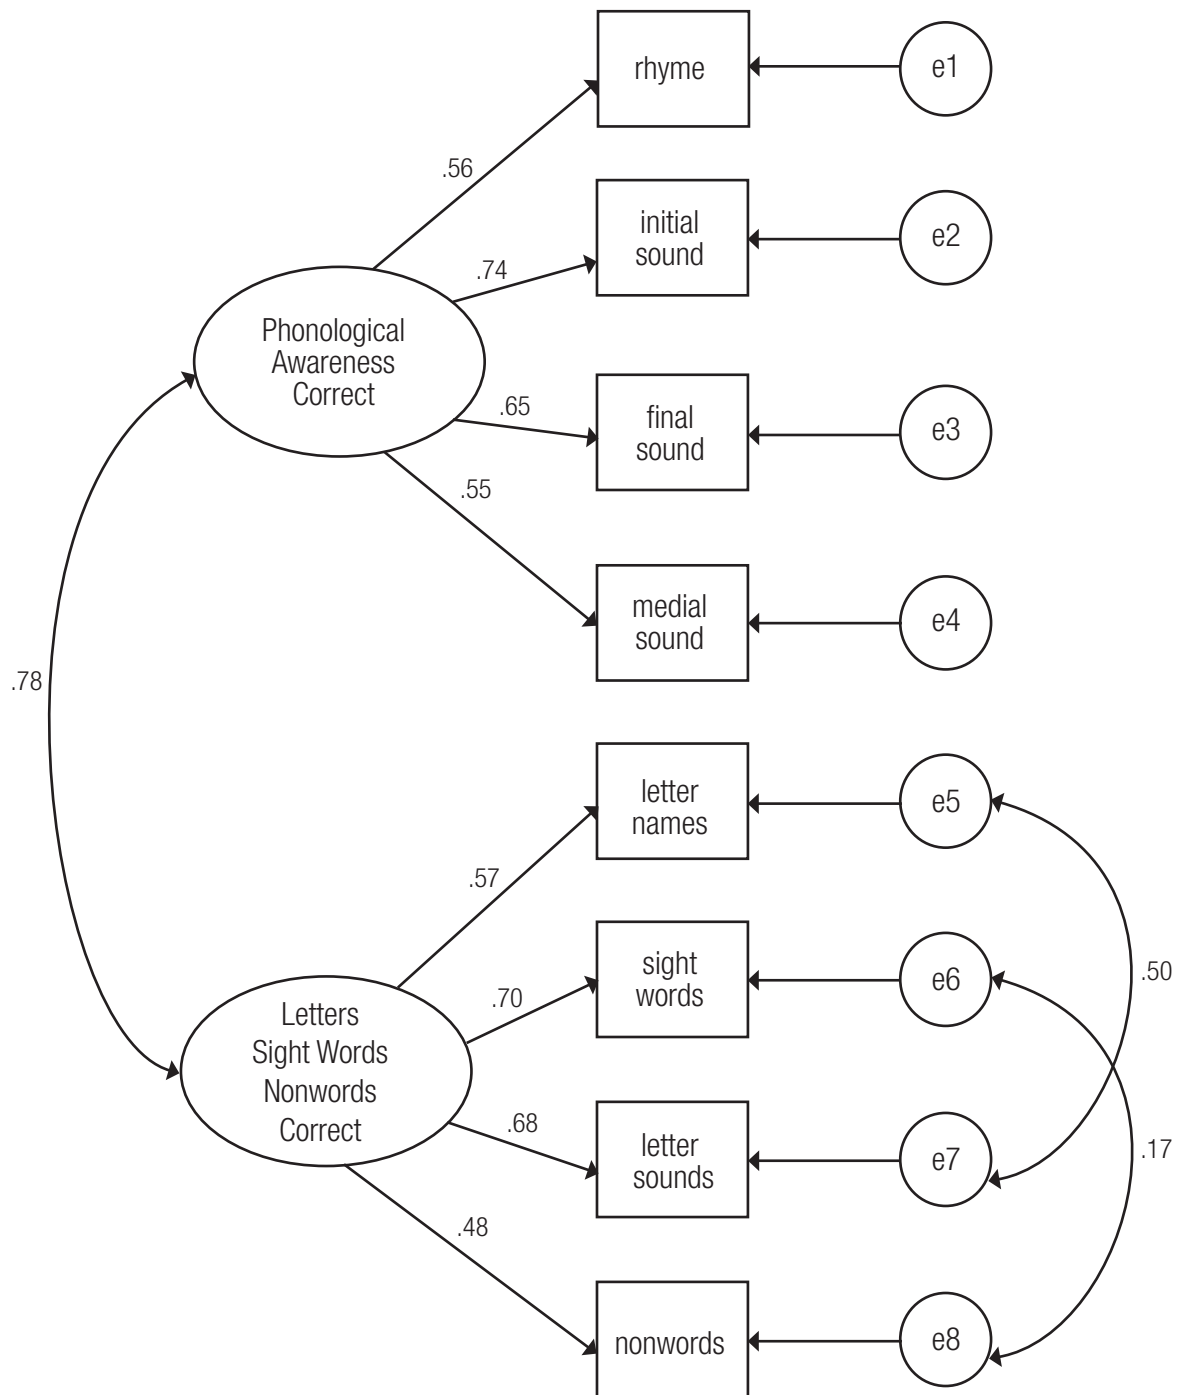 rhyme
e1
.56
initial
sound
e2
.74
Phonological
Awareness
Correct
.65
final
sound
e3
.55
medial
sound
e4
.78
letter
names
e5
.57
sight
words
e6
.50
.70
Letters
Sight Words
Nonwords
Correct
.68
letter
sounds
e7
.17
.48
nonwords
e8